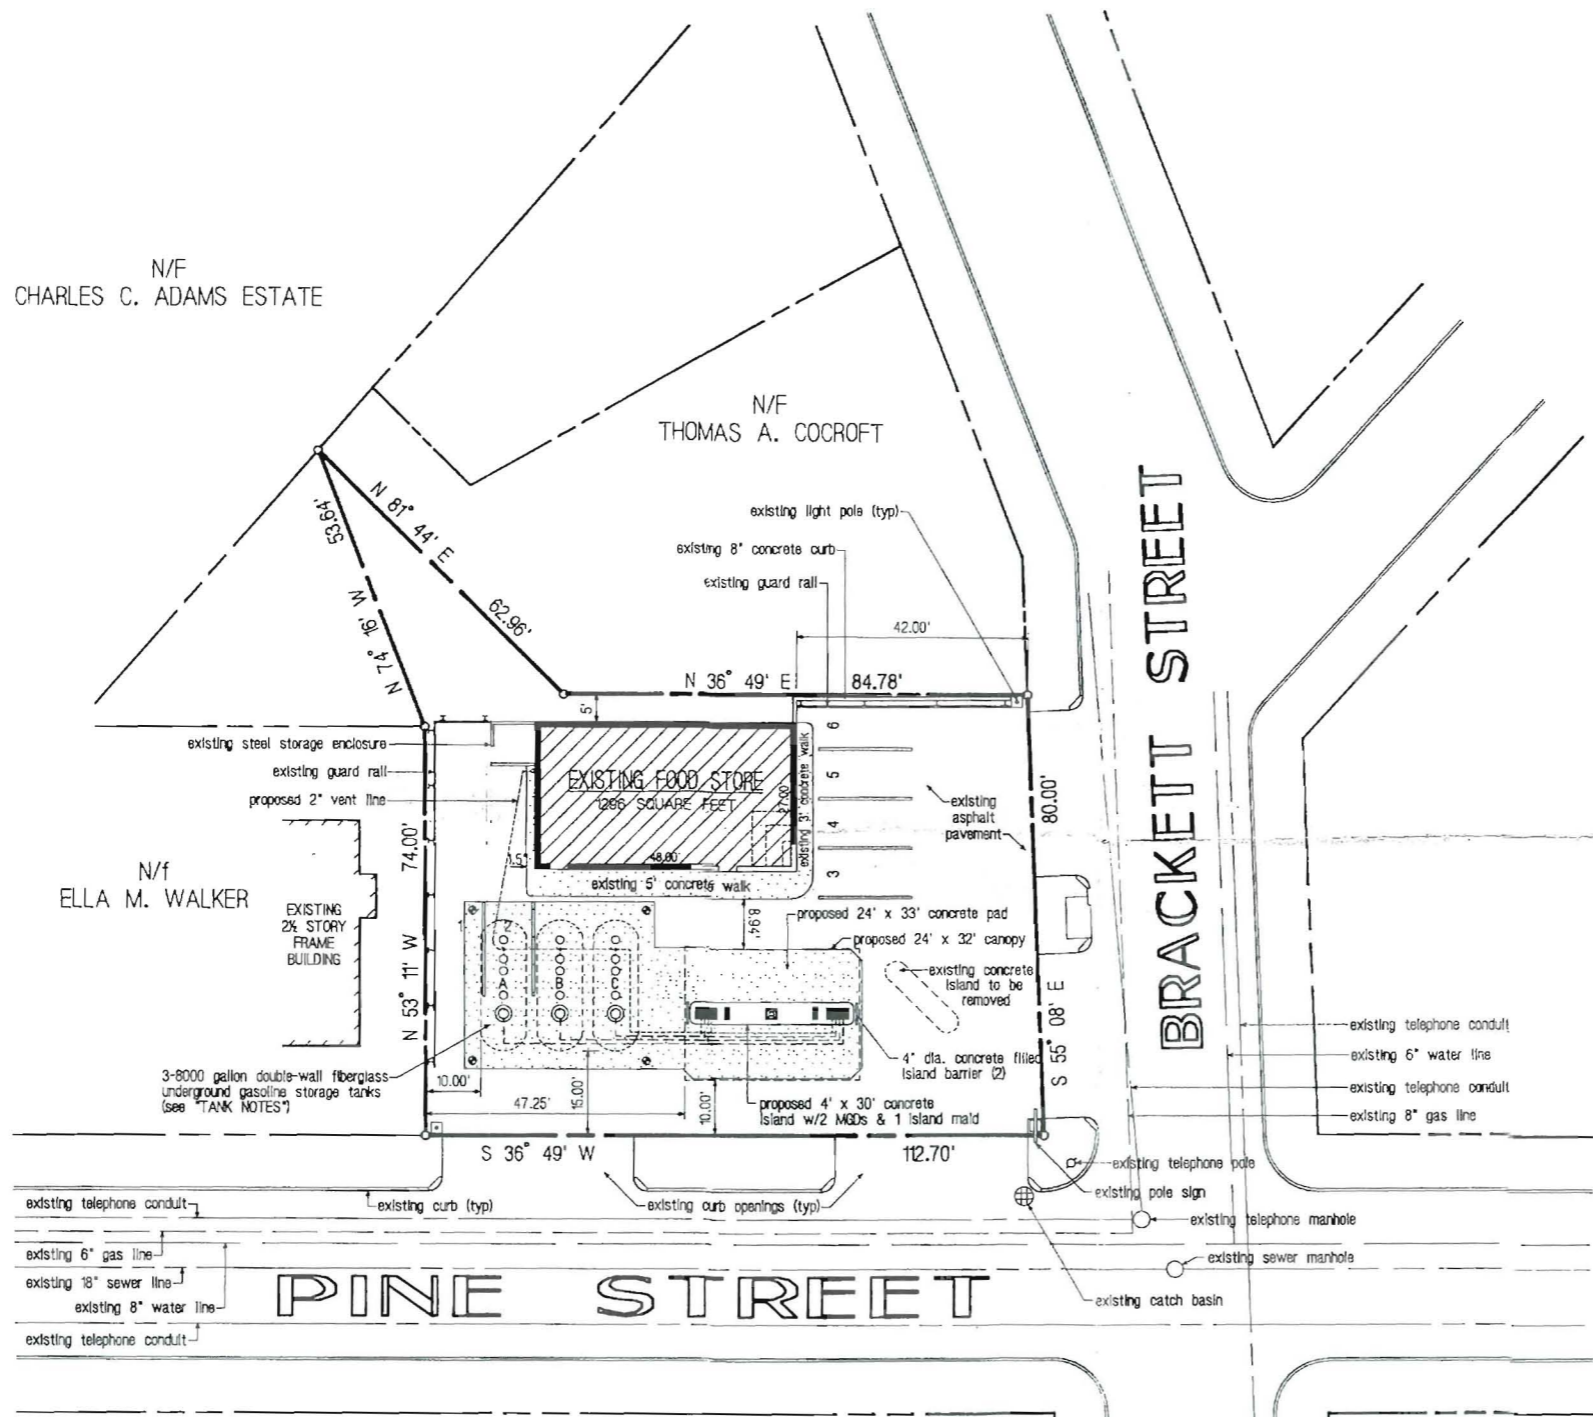 N/F
CHARLES C. ADAMS ESTATE
N/F
THOMAS A. COCROFT
N 81° 44' E
62.96'
53.64'
N 74° 16' W
existing light pole (typ)
existing 8" concrete curb
existing guard rail
42.00'
N 36° 49' E 84.78'
5'
BRACKETT STREET
existing steel storage enclosure
existing guard rail
proposed 2" vent line
EXISTING FOOD STORE
1296 SQUARE FEET
27.00'
48.00'
existing 3' concrete walk
6
5
4
3
existing
asphalt
pavement
80.00'
74.00'
N 53° 11' W
N/f
ELLA M. WALKER
EXISTING
2½ STORY
FRAME
BUILDING
existing 5' concrete walk
1
2
8.94'
proposed 24' x 33' concrete pad
proposed 24' x 32' canopy
existing concrete
island to be
removed
A
B
C
S 55° 08' E
4" dia. concrete filled
island barrier (2)
3-8000 gallon double-wall fiberglass
underground gasoline storage tanks
(see "TANK NOTES")
10.00'
47.25'
15.00'
10.00'
proposed 4' x 30' concrete
island w/2 MGDs & 1 island maid
existing telephone conduit
existing 6" water line
existing telephone conduit
existing 8" gas line
S 36° 49' W
112.70'
existing telephone pole
existing pole sign
existing telephone manhole
existing sewer manhole
existing catch basin
existing curb (typ)
existing curb openings (typ)
existing telephone conduit
existing 6" gas line
existing 18" sewer line
existing 8" water line
existing telephone conduit
PINE STREET